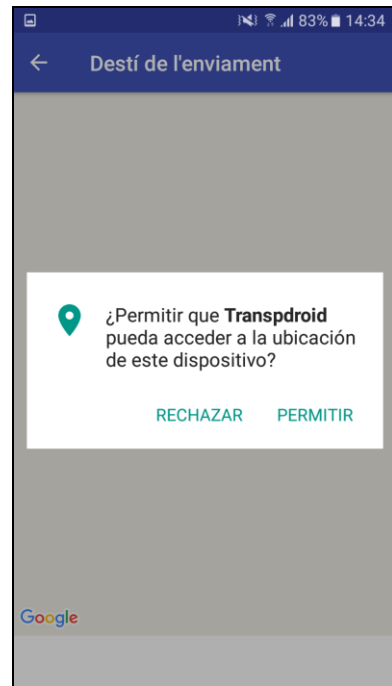 83% 14:34
Destí de l'enviament
¿Permitir que Transpdroid
pueda acceder a la ubicación
de este dispositivo?
RECHAZAR PERMITIR
Google